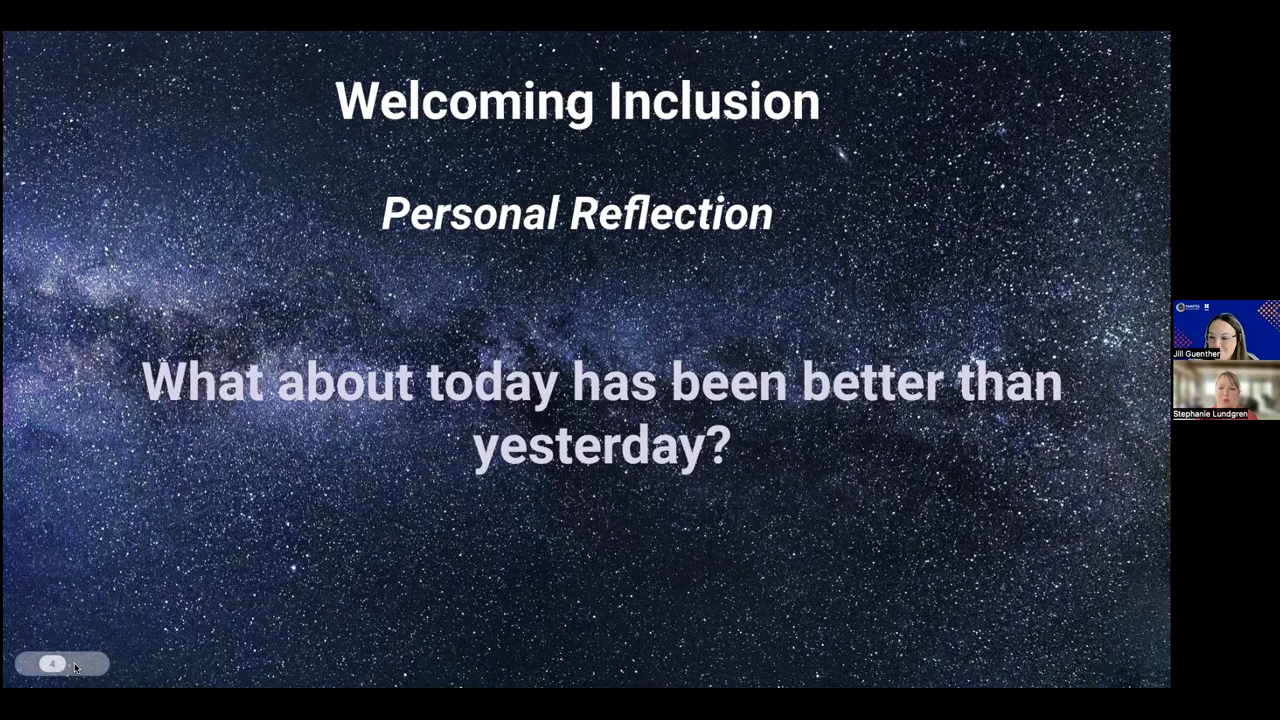 Welcoming Inclusion
Personal Reflection
What about today has been better than
yesterday?
Jill Guenther
Stephanie Lundgren
4